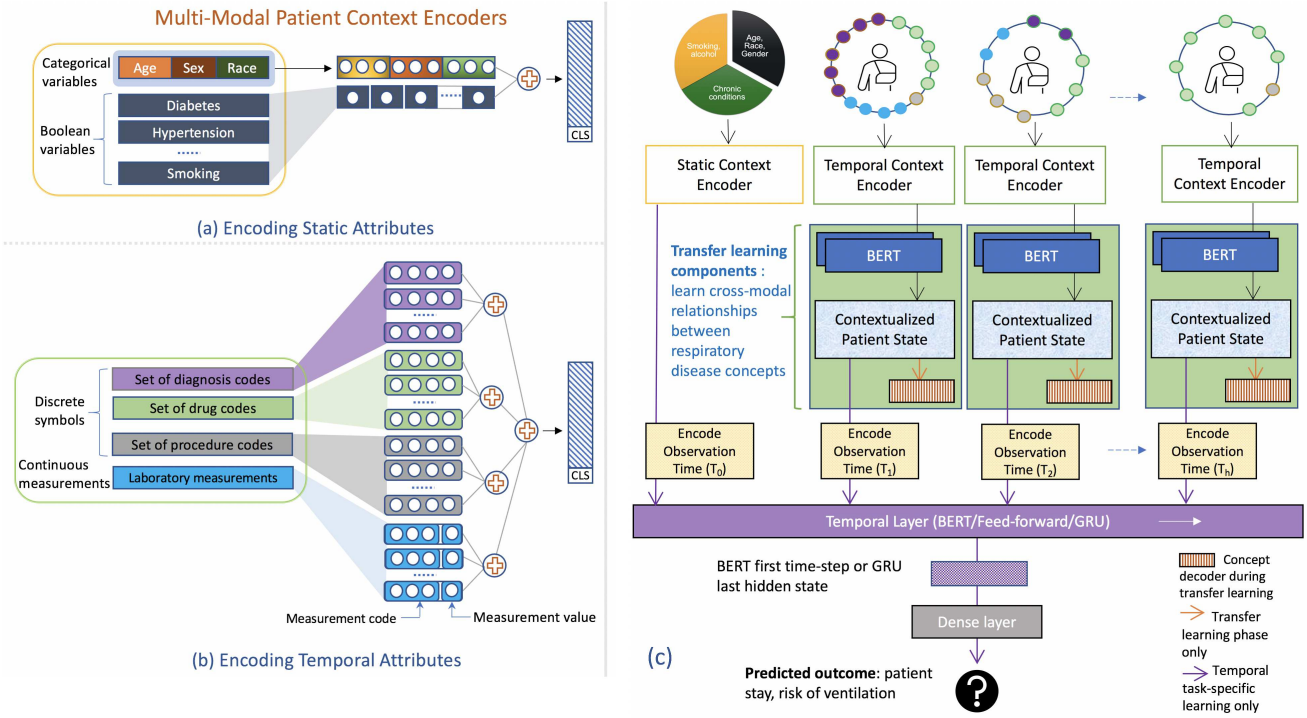 Multi-Modal Patient Context Encoders
Categorical
variables
Age
Sex
Race
Boolean
variables
Diabetes
Hypertension
Smoking
CLS
(a) Encoding Static Attributes
Discrete
symbols
Continuous
measurements
Set of diagnosis codes
Set of drug codes
Set of procedure codes
Laboratory measurements
CLS
Measurement code
Measurement value
(b) Encoding Temporal Attributes
Smoking,
alcohol
Age,
Race,
Gender
Chronic
conditions
Static Context
Encoder
Temporal Context
Encoder
Temporal Context
Encoder
Temporal
Context Encoder
Transfer learning
components :
learn cross-modal
relationships
between
respiratory
disease concepts
BERT
Contextualized
Patient State
BERT
Contextualized
Patient State
BERT
Contextualized
Patient State
Encode
Observation
Time (T0)
Encode
Observation
Time (T1)
Encode
Observation
Time (T2)
Encode
Observation
Time (Th)
Temporal Layer (BERT/Feed-forward/GRU)
BERT first time-step or GRU
last hidden state
Dense layer
(c)
Predicted outcome: patient
stay, risk of ventilation
?
Concept
decoder during
transfer learning
Transfer
learning phase
only
Temporal
task-specific
learning only